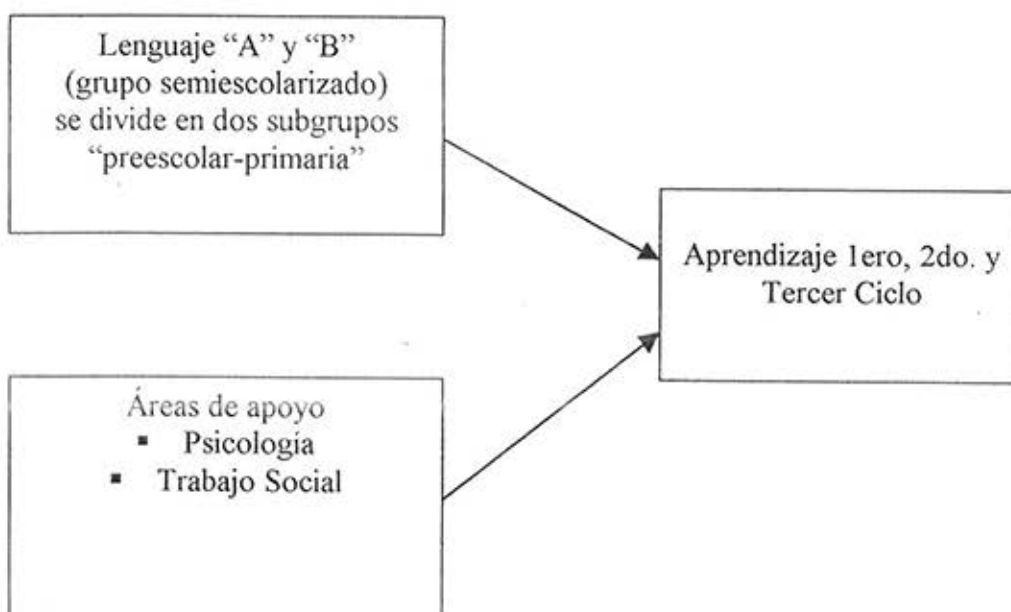 Lenguaje “A” y “B”
(grupo semiescolarizado)
se divide en dos subgrupos
“preescolar-primaria”
Aprendizaje 1ero, 2do. y
Tercer Ciclo
Áreas de apoyo
▪ Psicología
▪ Trabajo Social